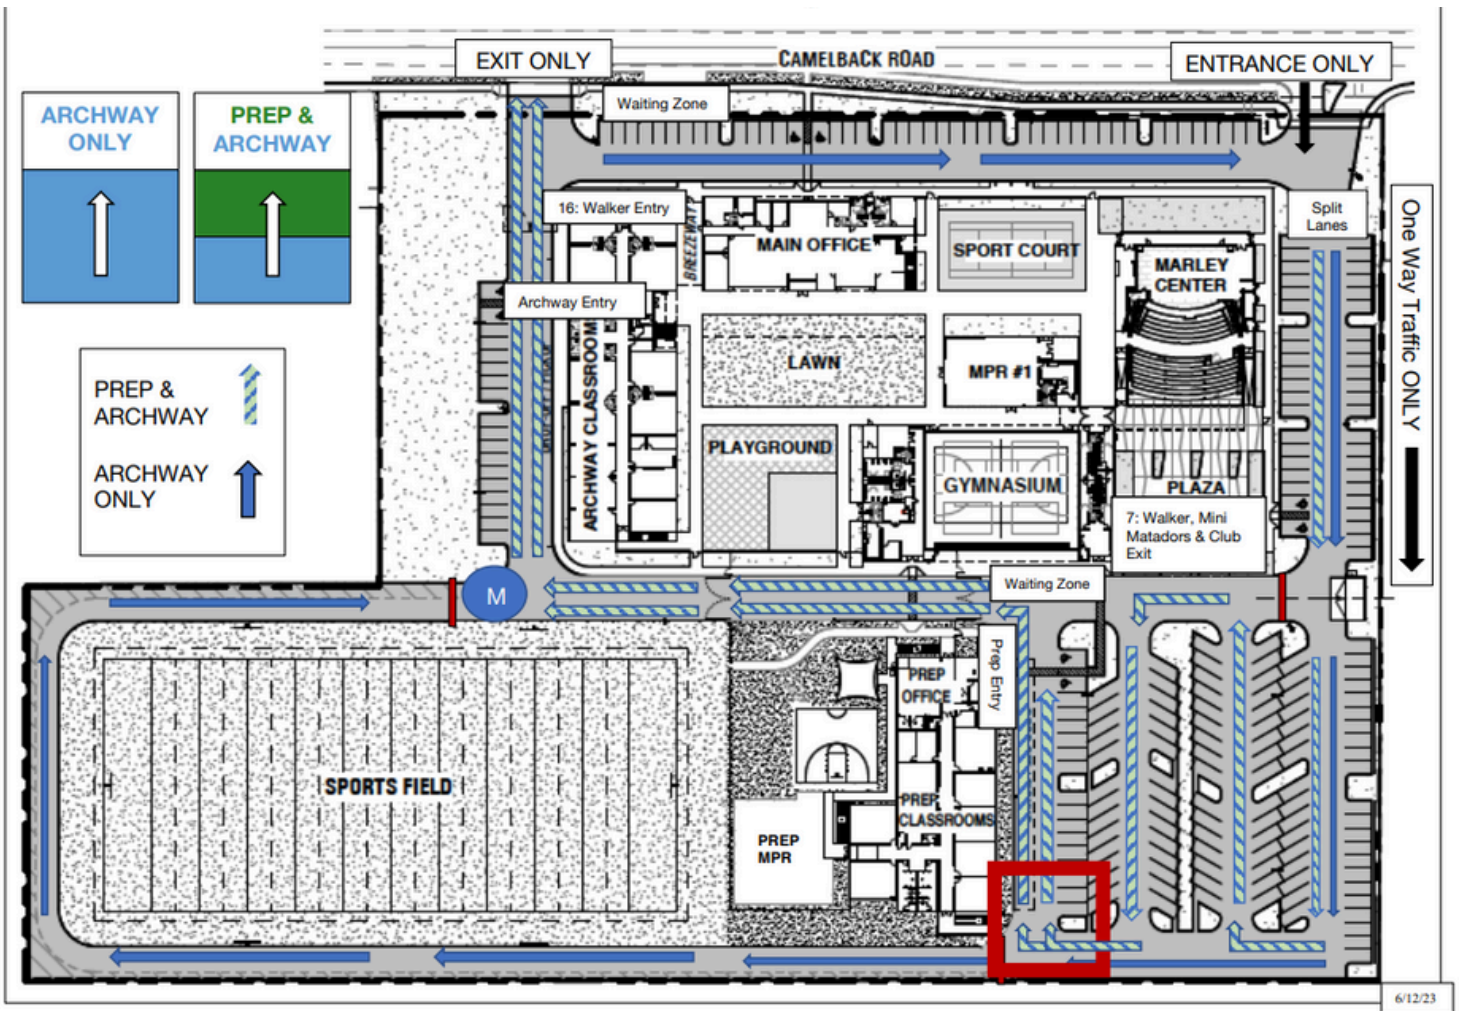 EXIT ONLY
CAMELBACK ROAD
ENTRANCE ONLY
ARCHWAY
ONLY
PREP &
ARCHWAY
Waiting Zone
16: Walker Entry
BREEZEWAY
MAIN OFFICE
SPORT COURT
MARLEY
CENTER
Split
Lanes
One Way Traffic ONLY
Archway Entry
ARCHWAY CLASSROOMS
LAWN
MPR #1
PREP &
ARCHWAY
ARCHWAY
ONLY
PLAYGROUND
GYMNASIUM
PLAZA
7: Walker, Mini
Matadors & Club
Exit
M
Waiting Zone
Prep Entry
PREP
OFFICE
SPORTS FIELD
PREP
CLASSROOMS
PREP
MPR
6/12/23